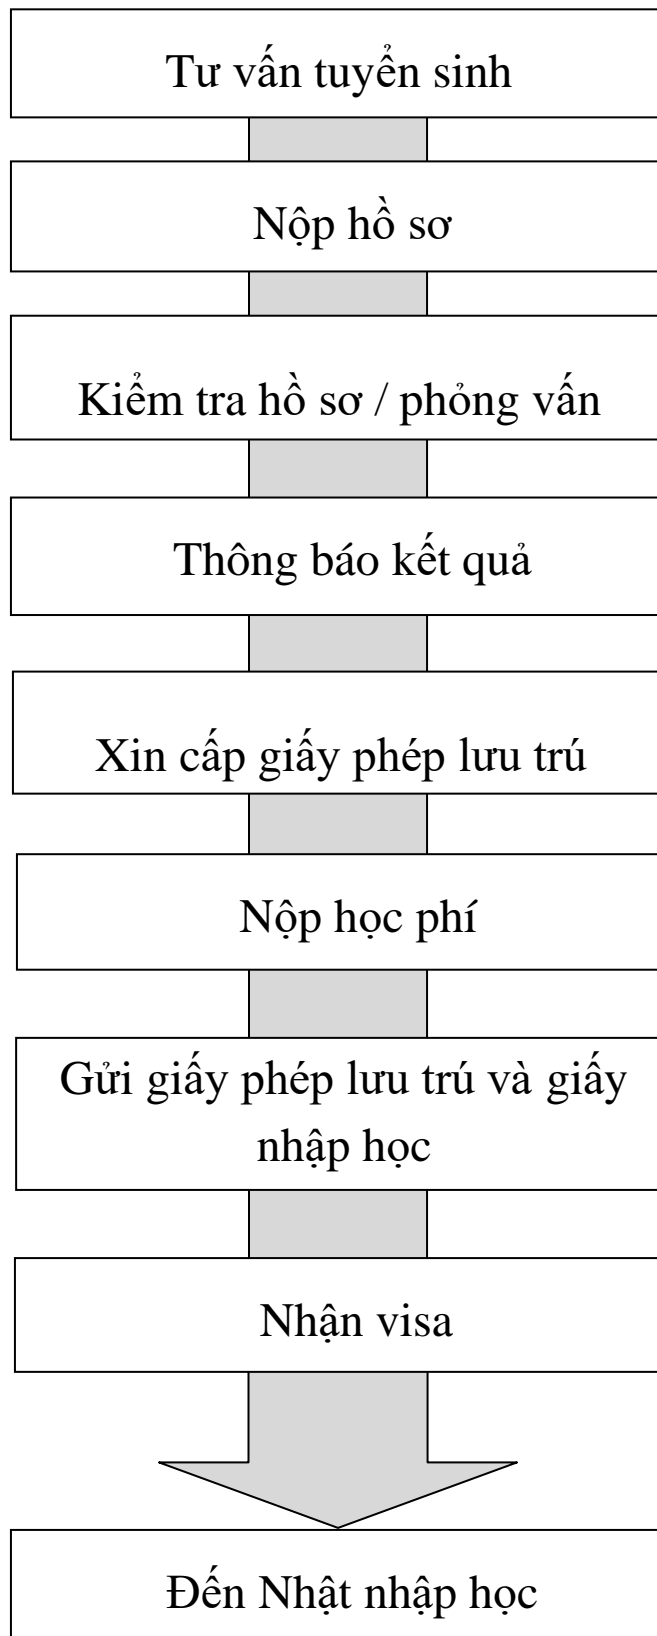 Tư vấn tuyển sinh
Nộp hồ sơ
Kiểm tra hồ sơ / phỏng vấn
Thông báo kết quả
Xin cấp giấy phép lưu trú
Nộp học phí
Gửi giấy phép lưu trú và giấy
nhập học
Nhận visa
Đến Nhật nhập học